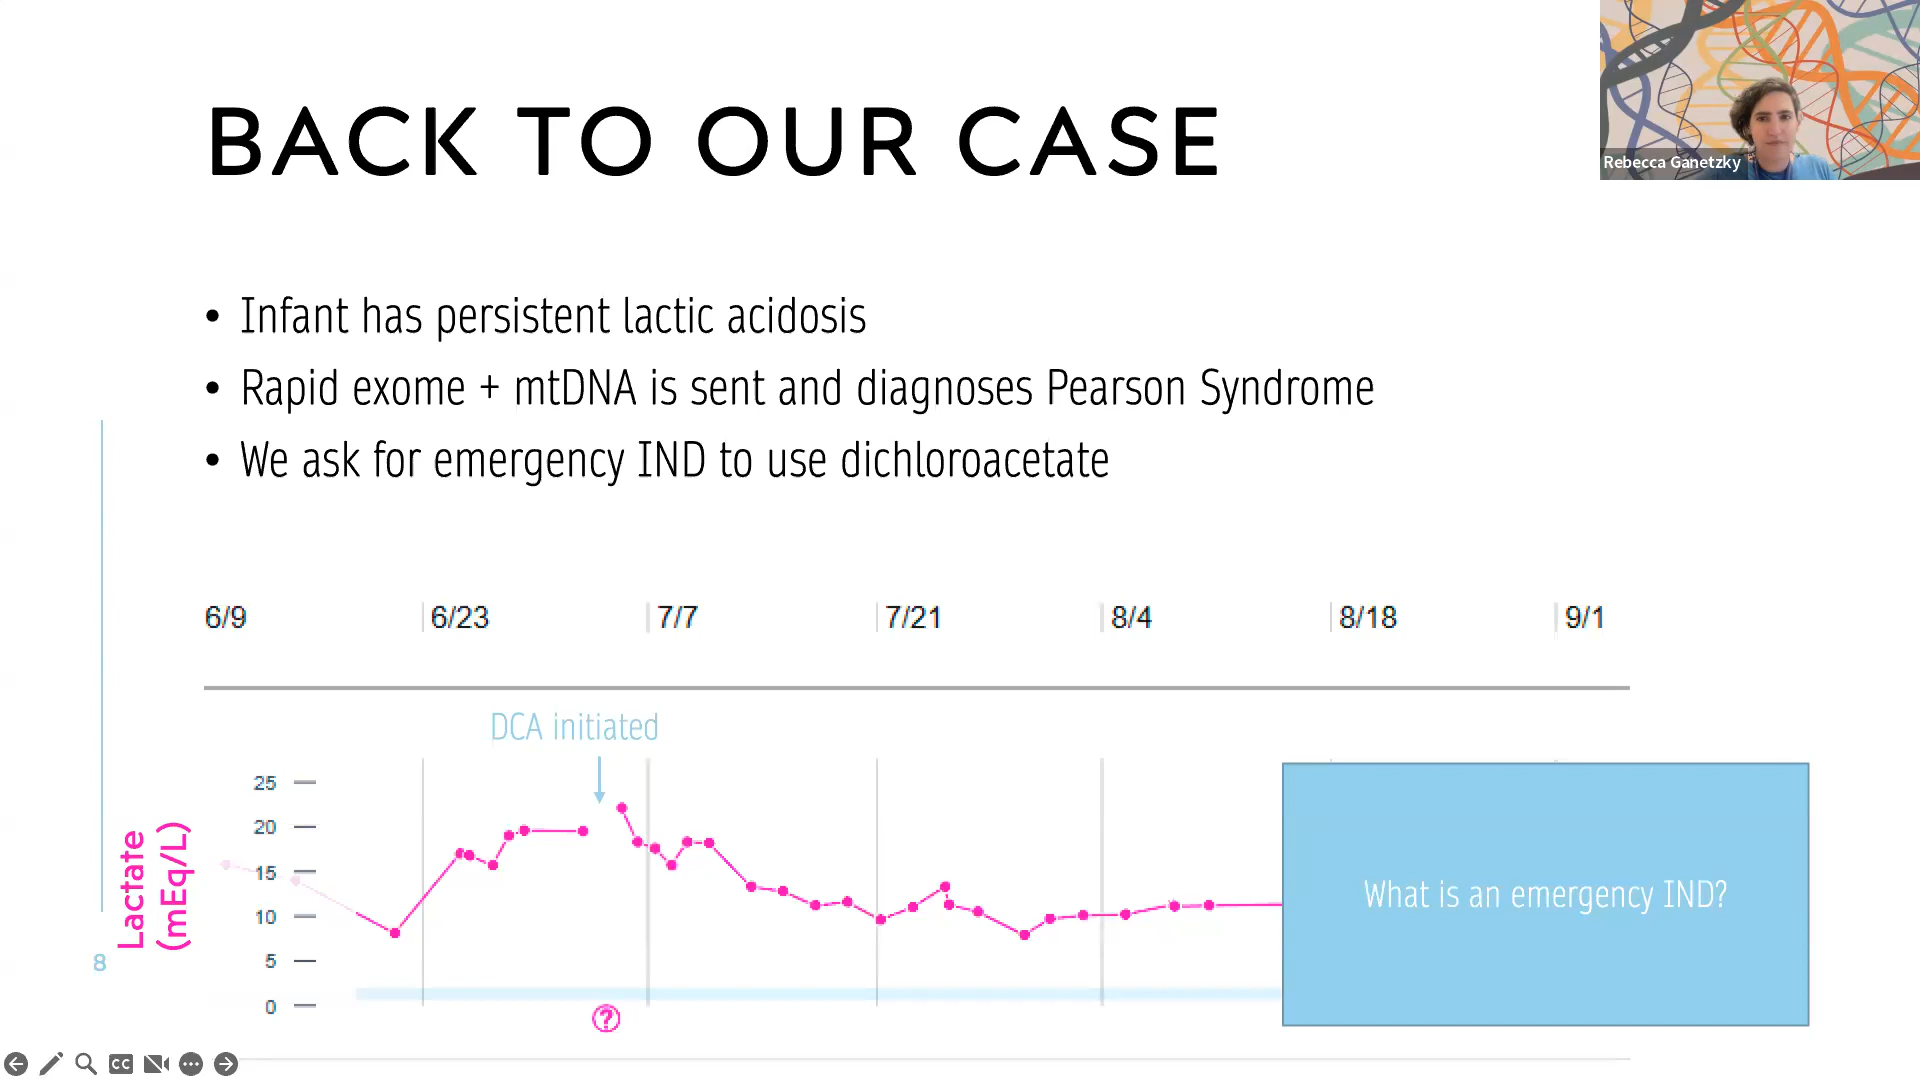 BACK TO OUR CASE
Rebecca Ganetzky
• Infant has persistent lactic acidosis
• Rapid exome + mtDNA is sent and diagnoses Pearson Syndrome
• We ask for emergency IND to use dichloroacetate
6/9 6/23 7/7 7/21 8/4 8/18 9/1
DCA initiated
25
20
15
10
5
0
Lactate
(mEq/L)
What is an emergency IND?
8
?
CC